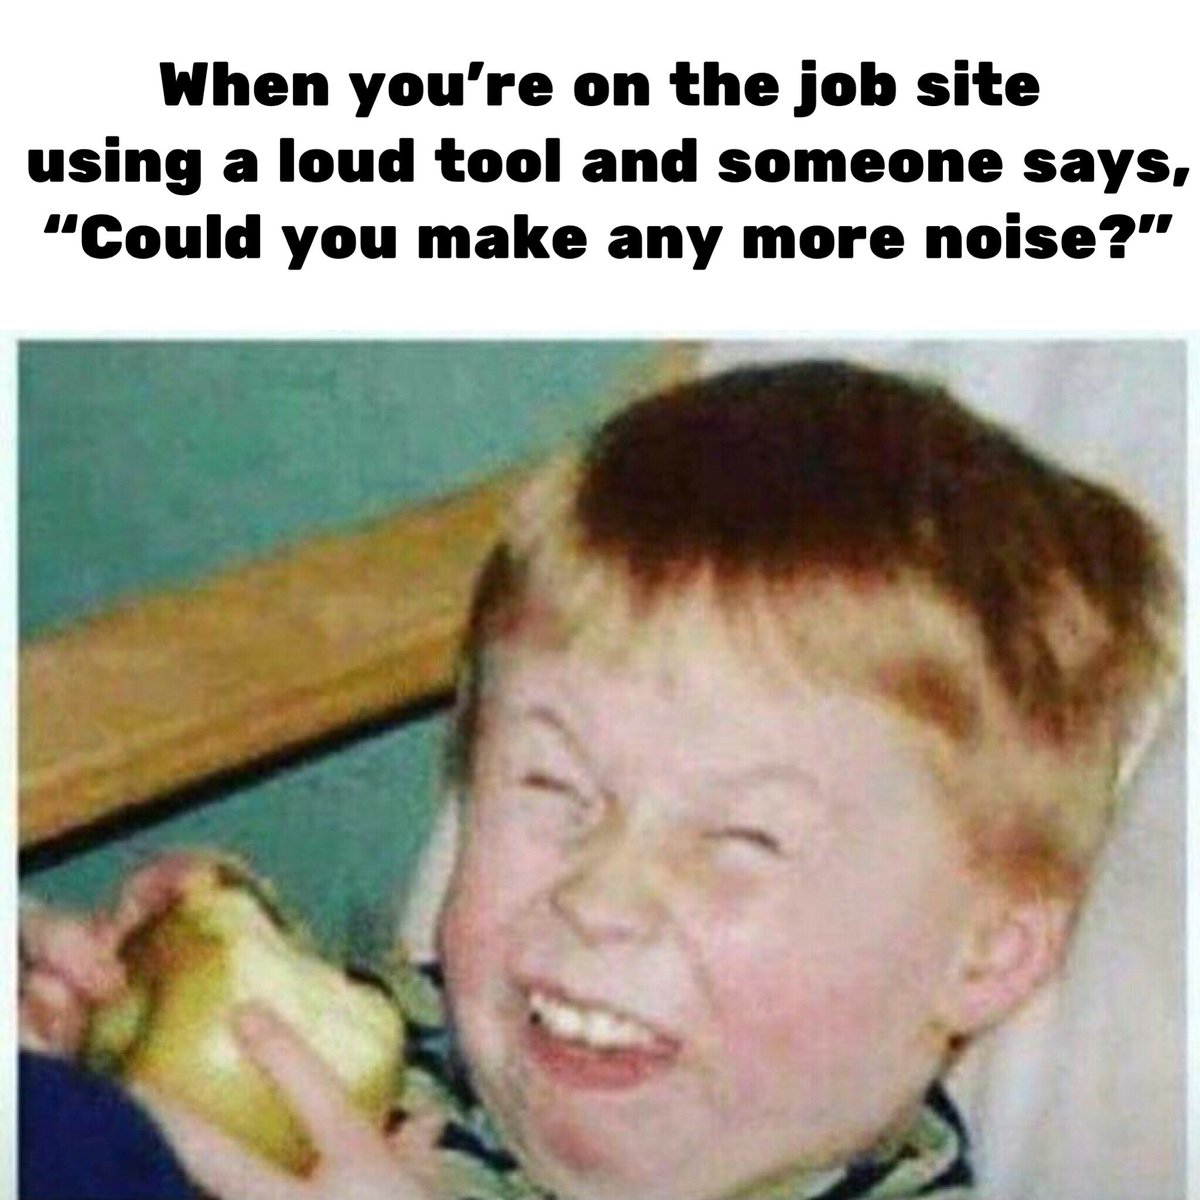 When you’re on the job site
using a loud tool and someone says,
“Could you make any more noise?”